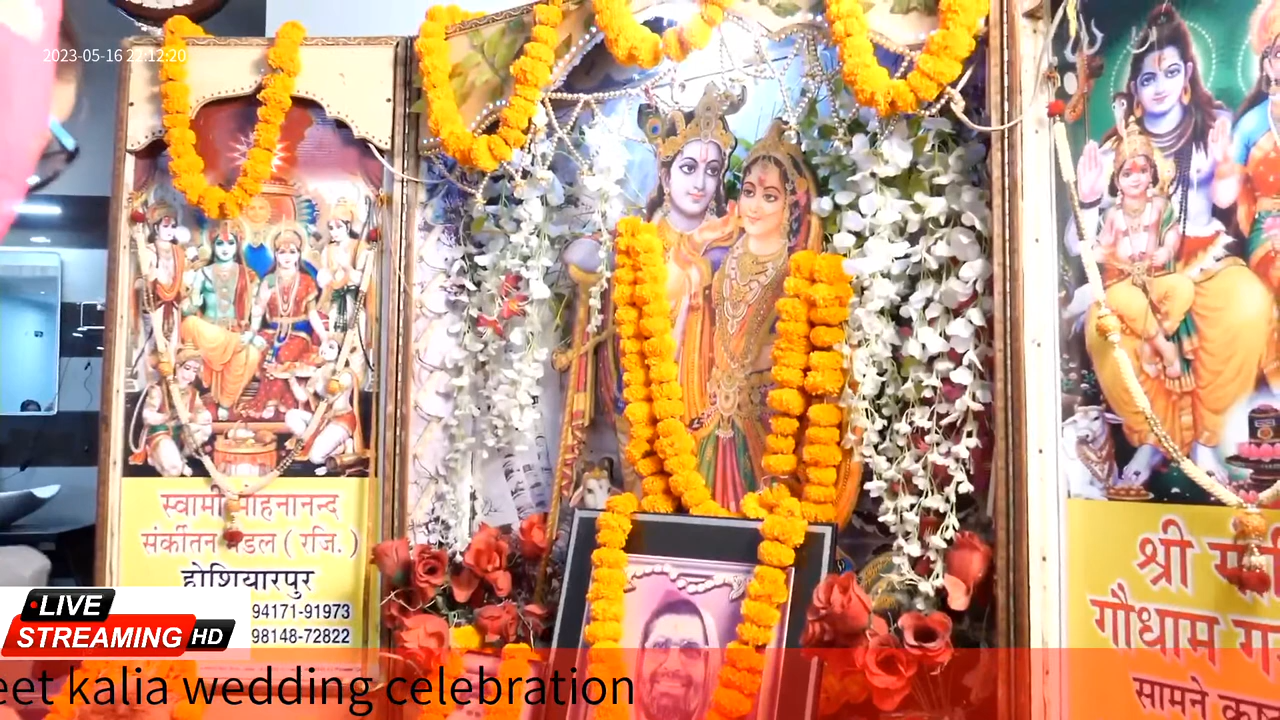 2023-05-16 22:12:20
स्वामी मोहनानन्द
संकीर्तन मंडल ( रजि. )
होशियारपुर
94171-91973
98148-72822
श्री
गौधाम
सामने
LIVE
STREAMING HD
eet kalia wedding celebration